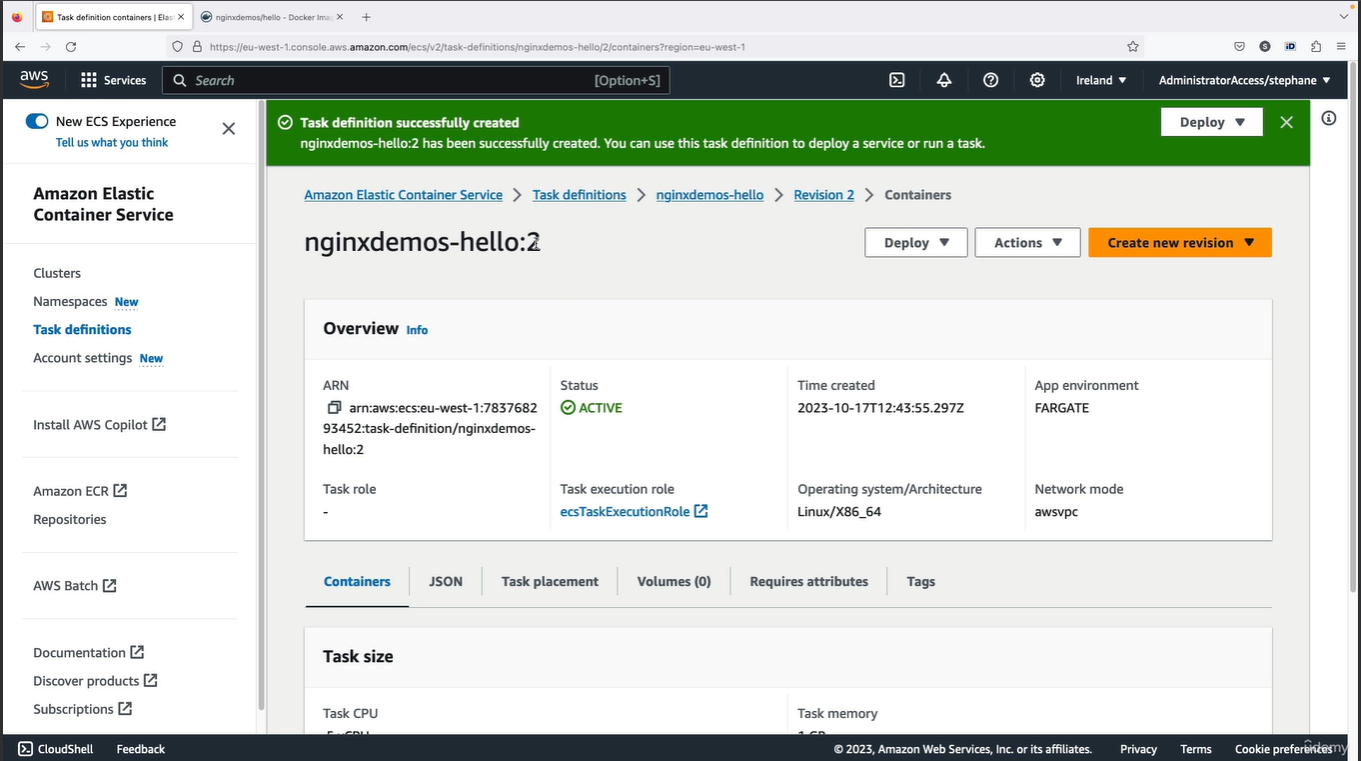 Task definition containers | Elas
nginxdemos/hello - Docker Ima
https://eu-west-1.console.aws.amazon.com/ecs/v2/task-definitions/nginxdemos-hello/2/containers?region=eu-west-1
aws
Services
Search
[Option+S]
Ireland
AdministratorAccess/stephane
New ECS Experience
Tell us what you think
Amazon Elastic
Container Service
Clusters
Namespaces New
Task definitions
Account settings New
Install AWS Copilot
Amazon ECR
Repositories
AWS Batch
Documentation
Discover products
Subscriptions
Task definition successfully created
nginxdemos-hello:2 has been successfully created. You can use this task definition to deploy a service or run a task.
Deploy
Amazon Elastic Container Service > Task definitions > nginxdemos-hello > Revision 2 > Containers
nginxdemos-hello:2
Deploy
Actions
Create new revision
Overview Info
ARN
arn:aws:ecs:eu-west-1:7837682
93452:task-definition/nginxdemos-
hello:2
Status
ACTIVE
Time created
2023-10-17T12:43:55.297Z
App environment
FARGATE
Task role
-
Task execution role
ecsTaskExecutionRole
Operating system/Architecture
Linux/X86_64
Network mode
awsvpc
Containers
JSON
Task placement
Volumes (0)
Requires attributes
Tags
Task size
Task CPU
Task memory
CloudShell
Feedback
© 2023, Amazon Web Services, Inc. or its affiliates.
Privacy
Terms
Cookie preferences
udemy